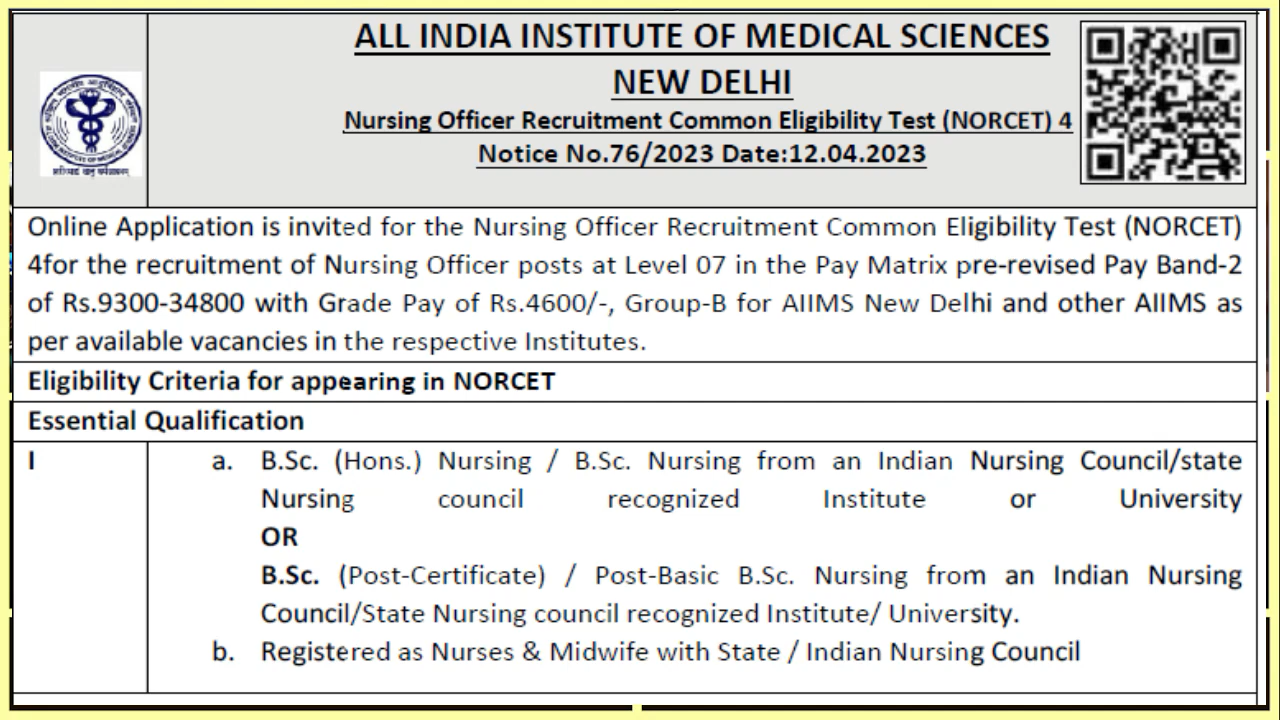 ALL INDIA INSTITUTE OF MEDICAL SCIENCES
NEW DELHI
Nursing Officer Recruitment Common Eligibility Test (NORCET) 4
Notice No.76/2023 Date:12.04.2023
Online Application is invited for the Nursing Officer Recruitment Common Eligibility Test (NORCET)
4for the recruitment of Nursing Officer posts at Level 07 in the Pay Matrix pre-revised Pay Band-2
of Rs.9300-34800 with Grade Pay of Rs.4600/-, Group-B for AIIMS New Delhi and other AIIMS as
per available vacancies in the respective Institutes.
Eligibility Criteria for appearing in NORCET
Essential Qualification
I
a. B.Sc. (Hons.) Nursing / B.Sc. Nursing from an Indian Nursing Council/state
Nursing council recognized Institute or University
OR
B.Sc. (Post-Certificate) / Post-Basic B.Sc. Nursing from an Indian Nursing
Council/State Nursing council recognized Institute/ University.
b. Registered as Nurses & Midwife with State / Indian Nursing Council